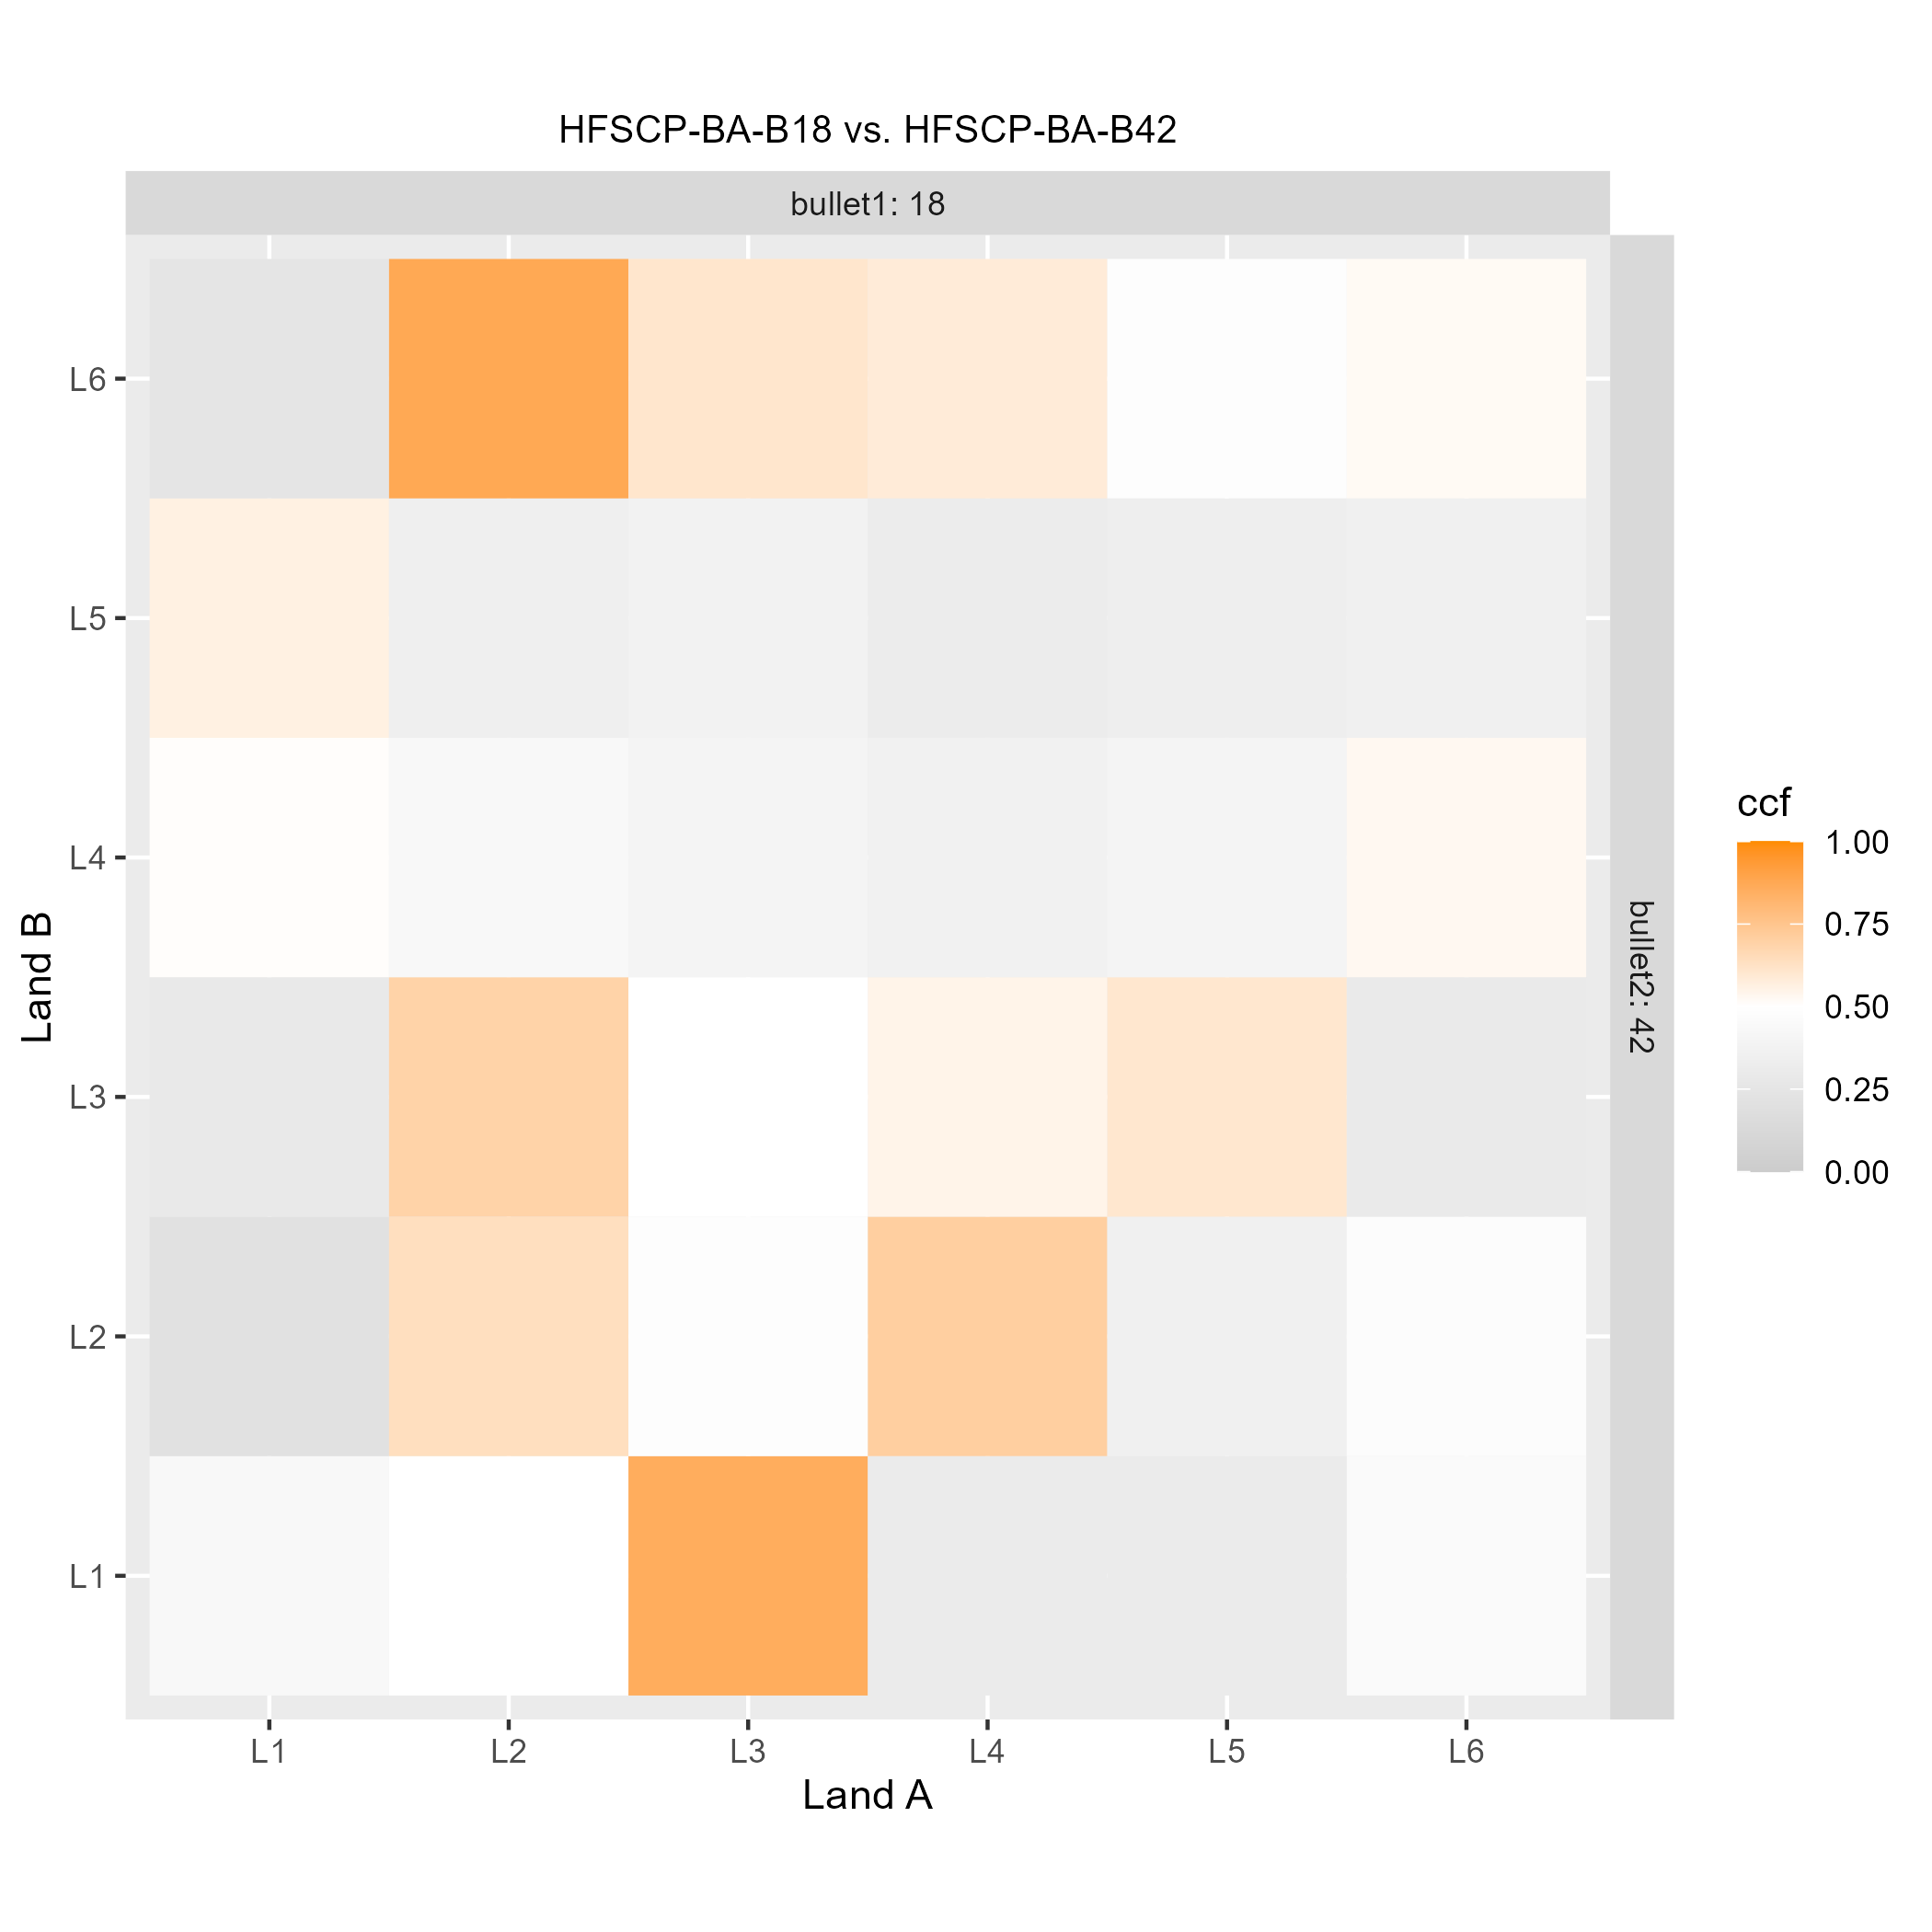 HFSCP-BA-B18 vs. HFSCP-BA-B42
bullet1: 18
L6
L5
L4
L3
L2
L1
Land B
bullet2: 42
L1 L2 L3 L4 L5 L6
Land A
ccf
1.00
0.75
0.50
0.25
0.00